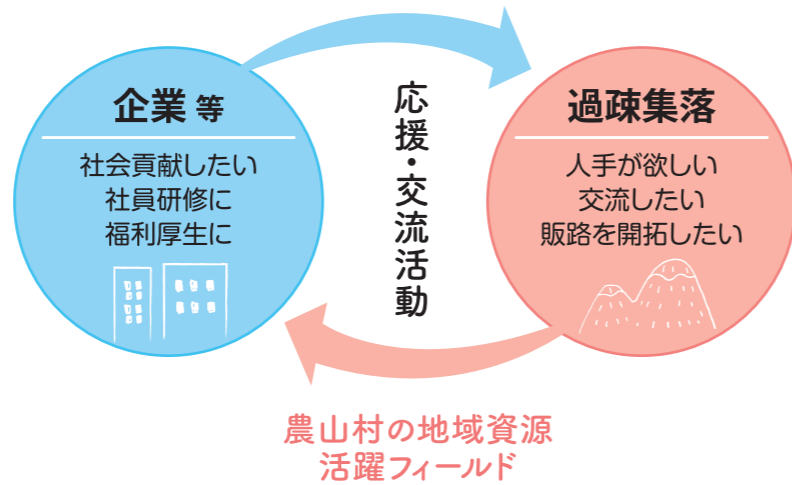 企業 等
社会貢献したい
社員研修に
福利厚生に
応援・交流活動
過疎集落
人手が欲しい
交流したい
販路を開拓したい
農山村の地域資源
活躍フィールド